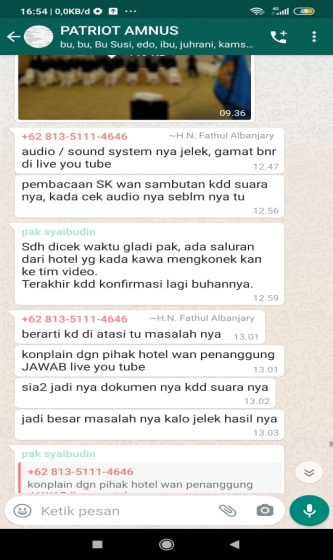 16:54 | 0,0KB/d
PATRIOT AMNUS
bu, bu, Bu Susi, edo, ibu, juhrani, kams...
09.36
+62 813-5111-4646 ~H.N. Fathul Albanjary
audio / sound system nya jelek, gamat bnr
di live you tube 12.47
pembacaan SK wan sambutan kdd suara
nya, kada cek audio nya seblm nya tu
12.56
pak syaibudin
Sdh dicek waktu gladi pak, ada saluran
dari hotel yg kada kawa mengkonek kan
ke tim video.
Terakhir kdd konfirmasi lagi buhannya.
12.59
+62 813-5111-4646 ~H.N. Fathul Albanjary
berarti kd di atasi tu masalah nya 13.01
konplain dgn pihak hotel wan penanggung
JAWAB live you tube 13.01
sia2 jadi nya dokumen nya kdd suara nya
13.02
jadi besar masalah nya kalo jelek hasil nya
13.03
pak syaibudin
+62 813-5111-4646
konplain dgn pihak hotel wan penanggung
Ketik pesan